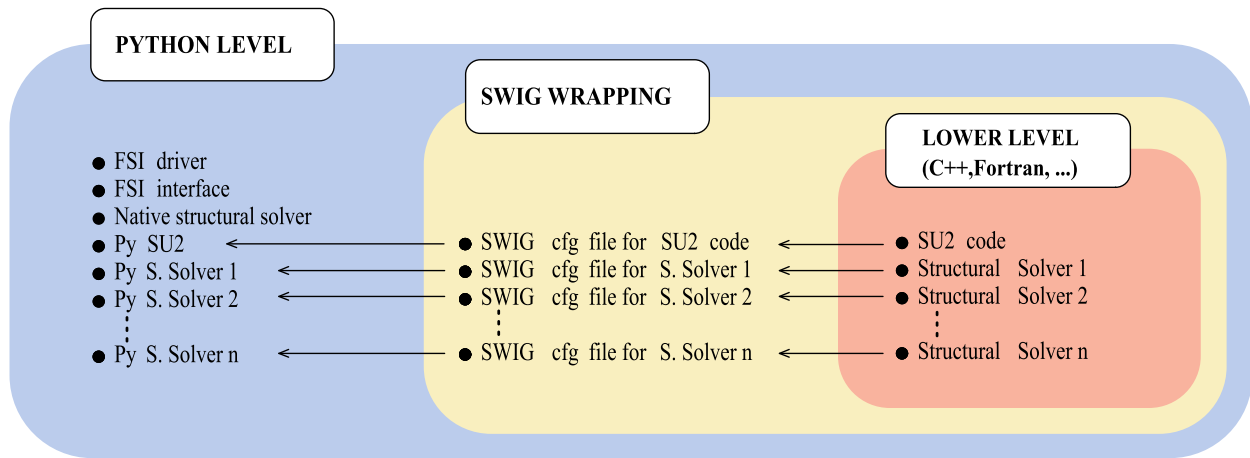 PYTHON LEVEL
SWIG WRAPPING
LOWER LEVEL
(C++,Fortran, ...)
FSI driver
FSI interface
Native structural solver
Py SU2
Py S. Solver 1
Py S. Solver 2
Py S. Solver n
SWIG cfg file for SU2 code
SWIG cfg file for S. Solver 1
SWIG cfg file for S. Solver 2
SWIG cfg file for S. Solver n
SU2 code
Structural Solver 1
Structural Solver 2
Structural Solver n